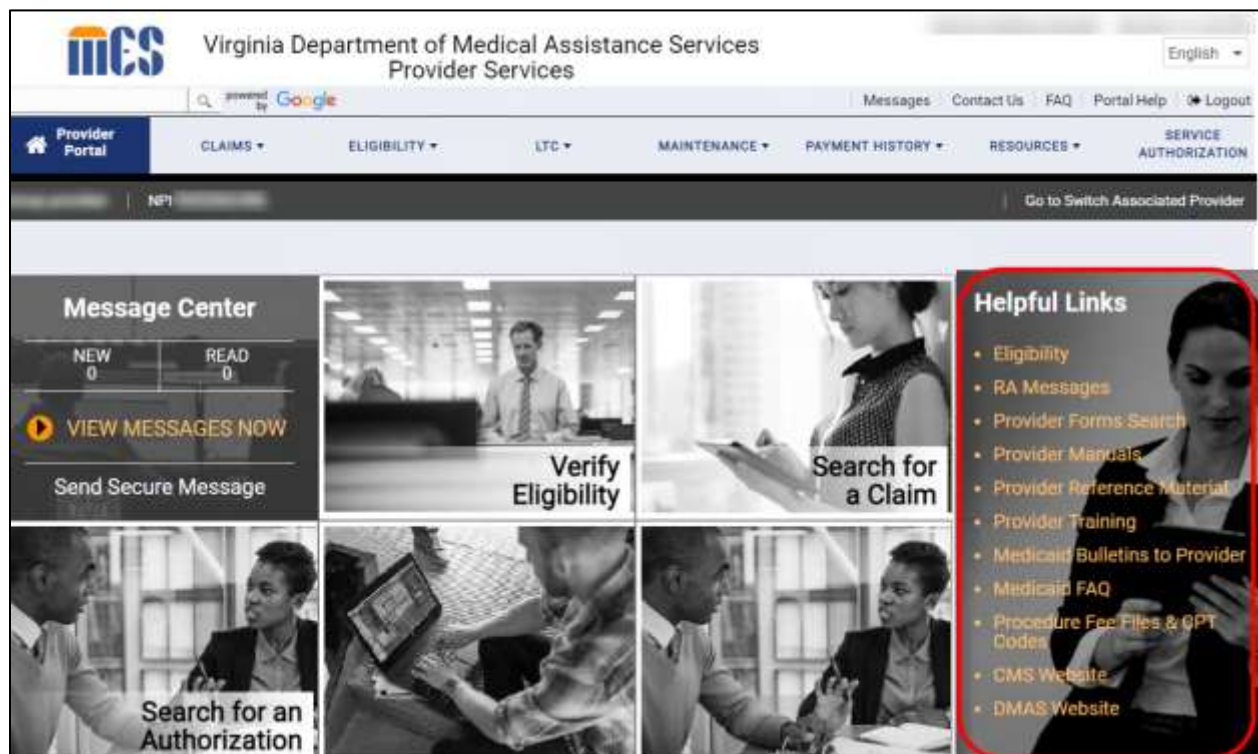 mes
Virginia Department of Medical Assistance Services
Provider Services
English
powered
by Google
Messages Contact Us FAQ Portal Help Logout
Provider
Portal
CLAIMS
ELIGIBILITY
LTC
MAINTENANCE
PAYMENT HISTORY
RESOURCES
SERVICE
AUTHORIZATION
NPI
Go to Switch Associated Provider
Message Center
NEW READ
0 0
VIEW MESSAGES NOW
Send Secure Message
Verify
Eligibility
Search for
a Claim
Search for an
Authorization
Helpful Links
• Eligibility
• RA Messages
• Provider Forms Search
• Provider Manuals
• Provider Reference Material
• Provider Training
• Medicaid Bulletins to Provider
• Medicaid FAQ
• Procedure Fee Files & CPT
Codes
• CMS Website
• DMAS Website